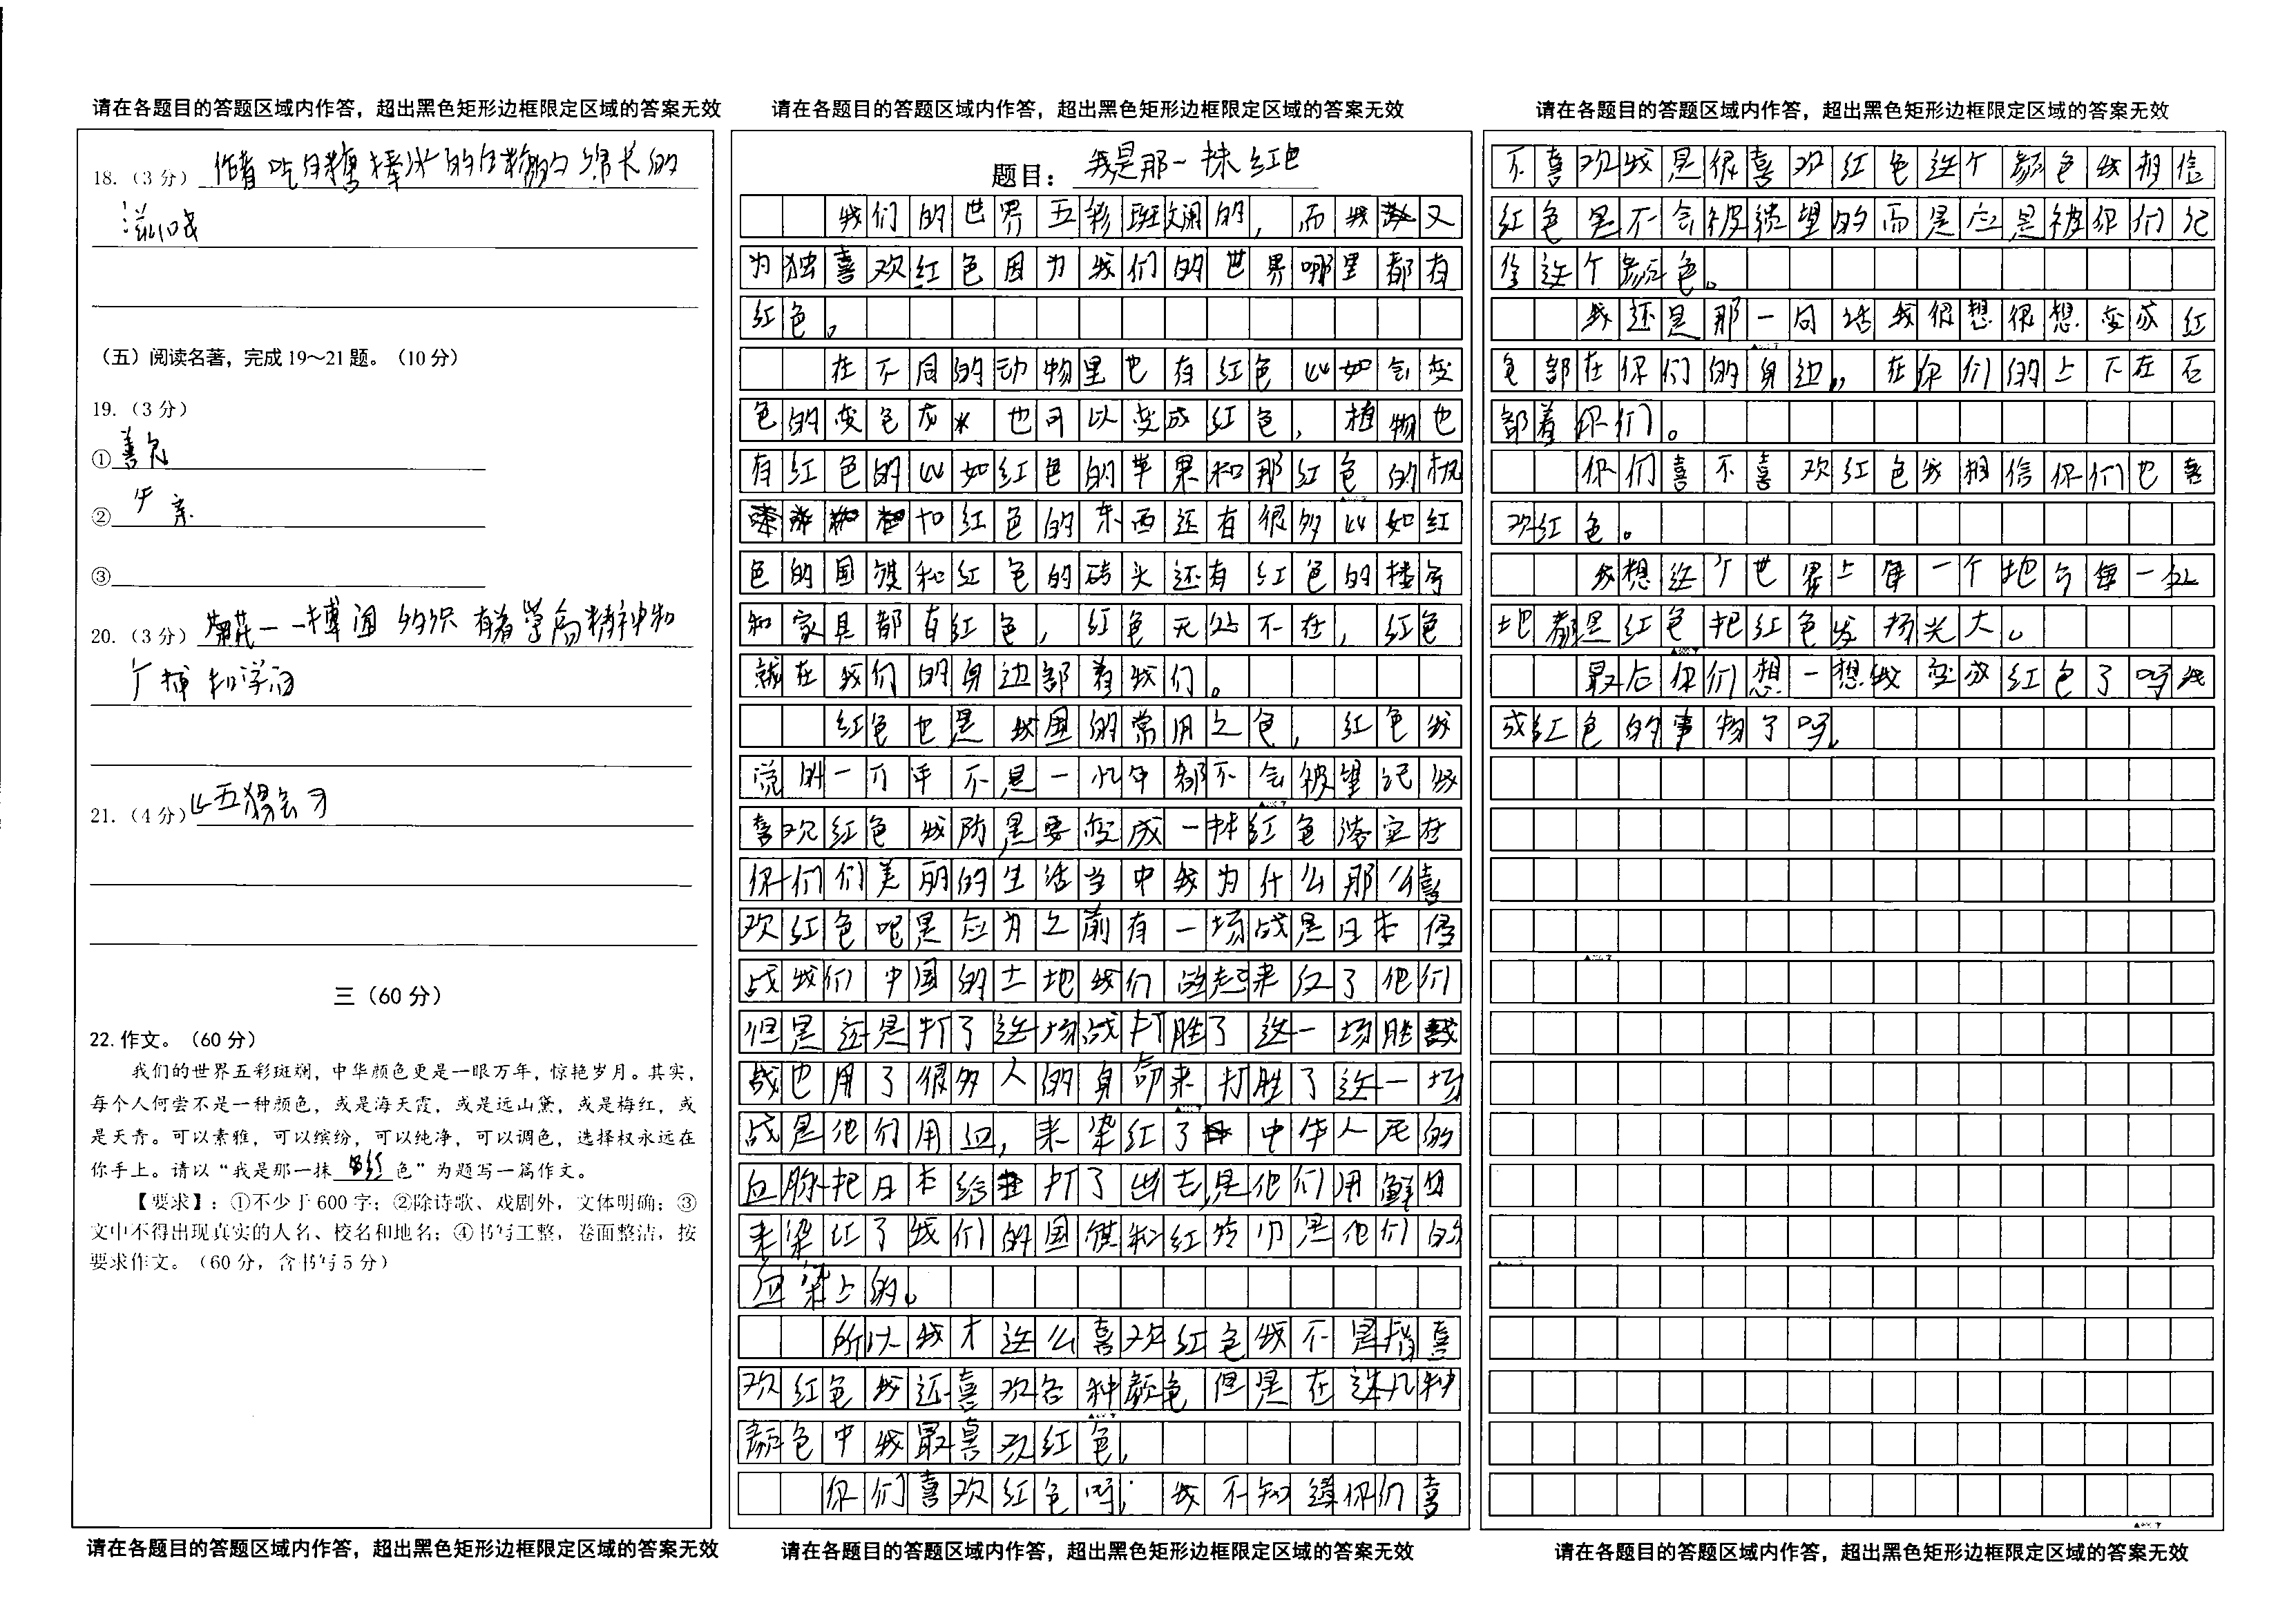 请在各题目的答题区域内作答，超出黑色矩形边框限定区域的答案无效
18.（3分）
（五）阅读名著，完成19～21题。（10分）
19.（3分）
①善良
②
③
20.（3分）
21.（4分）
三（60分）
22.作文。（60分）
我们的世界五彩斑斓，中华颜色更是一眼万年，惊艳岁月。其实，
每个人何尝不是一种颜色，或是海天霞，或是远山黛，或是梅红，或
是天青。可以素雅，可以缤纷，可以纯净，可以调色，选择权永远在
你手上。请以“我是那一抹 红 色”为题写一篇作文。
【要求】：①不少于600字；②除诗歌、戏剧外，文体明确；③
文中不得出现真实的人名、校名和地名；④书写工整，卷面整洁，按
要求作文。（60分，含书写5分）
请在各题目的答题区域内作答，超出黑色矩形边框限定区域的答案无效
请在各题目的答题区域内作答，超出黑色矩形边框限定区域的答案无效
题目：我是那一抹红色
我们的世界五彩斑斓的，而我又
为独喜欢红色因为我们的世界哪里都有
红色。
在不同的动物里也有红色比如会变
色的变色龙也可以变成红色，植物也
有红色的比如红色的苹果和那红色的枫
和红色的东西还有很多比如红
色的国旗和红色的砖头还有红色的楼房
和家具都有红色，红色无处不在，红色
就在我们的身边部着我们。
红色也是我国的常用之色，红色我
觉的一百年不是一亿年都不会被望记我
喜欢红色我所是要变成一抹红色漆实在
你们们美丽的生活当中我为什么那么喜
欢红色呢是应为之前有一场战是日本侵
战我们中国的土地我们站起来反了他们
但是还是打了这场战打胜了这一场胜
战也用了很多人的身命来打胜了这一场
战是他们用血，来染红了中华人民的
血脉把日本给打了出去,是他们用鲜血
来染红了我们的国旗和红领巾是他们的
血染上的。
所以我才这么喜欢红色我不是指喜
欢红色我还喜欢各种颜色但是在这几种
颜色中我最喜欢红色，
你们喜欢红色吗；我不知道你们喜
请在各题目的答题区域内作答，超出黑色矩形边框限定区域的答案无效
请在各题目的答题区域内作答，超出黑色矩形边框限定区域的答案无效
不喜欢我是很喜欢红色这个颜色我相信
红色是不会被遗望的而是应是被你们记
住这个颜色。
我还是那一句话我很想很想变成红
色部在你们的身边，在你们的上下左右
部着你们。
你们喜不喜欢红色我相信你们也喜
欢红色。
我想这个世界上每一个地方每一处
地都是红色把红色发扬光大。
最后你们想一想我变成红色了吗我
成红色的事物了吗
请在各题目的答题区域内作答，超出黑色矩形边框限定区域的答案无效